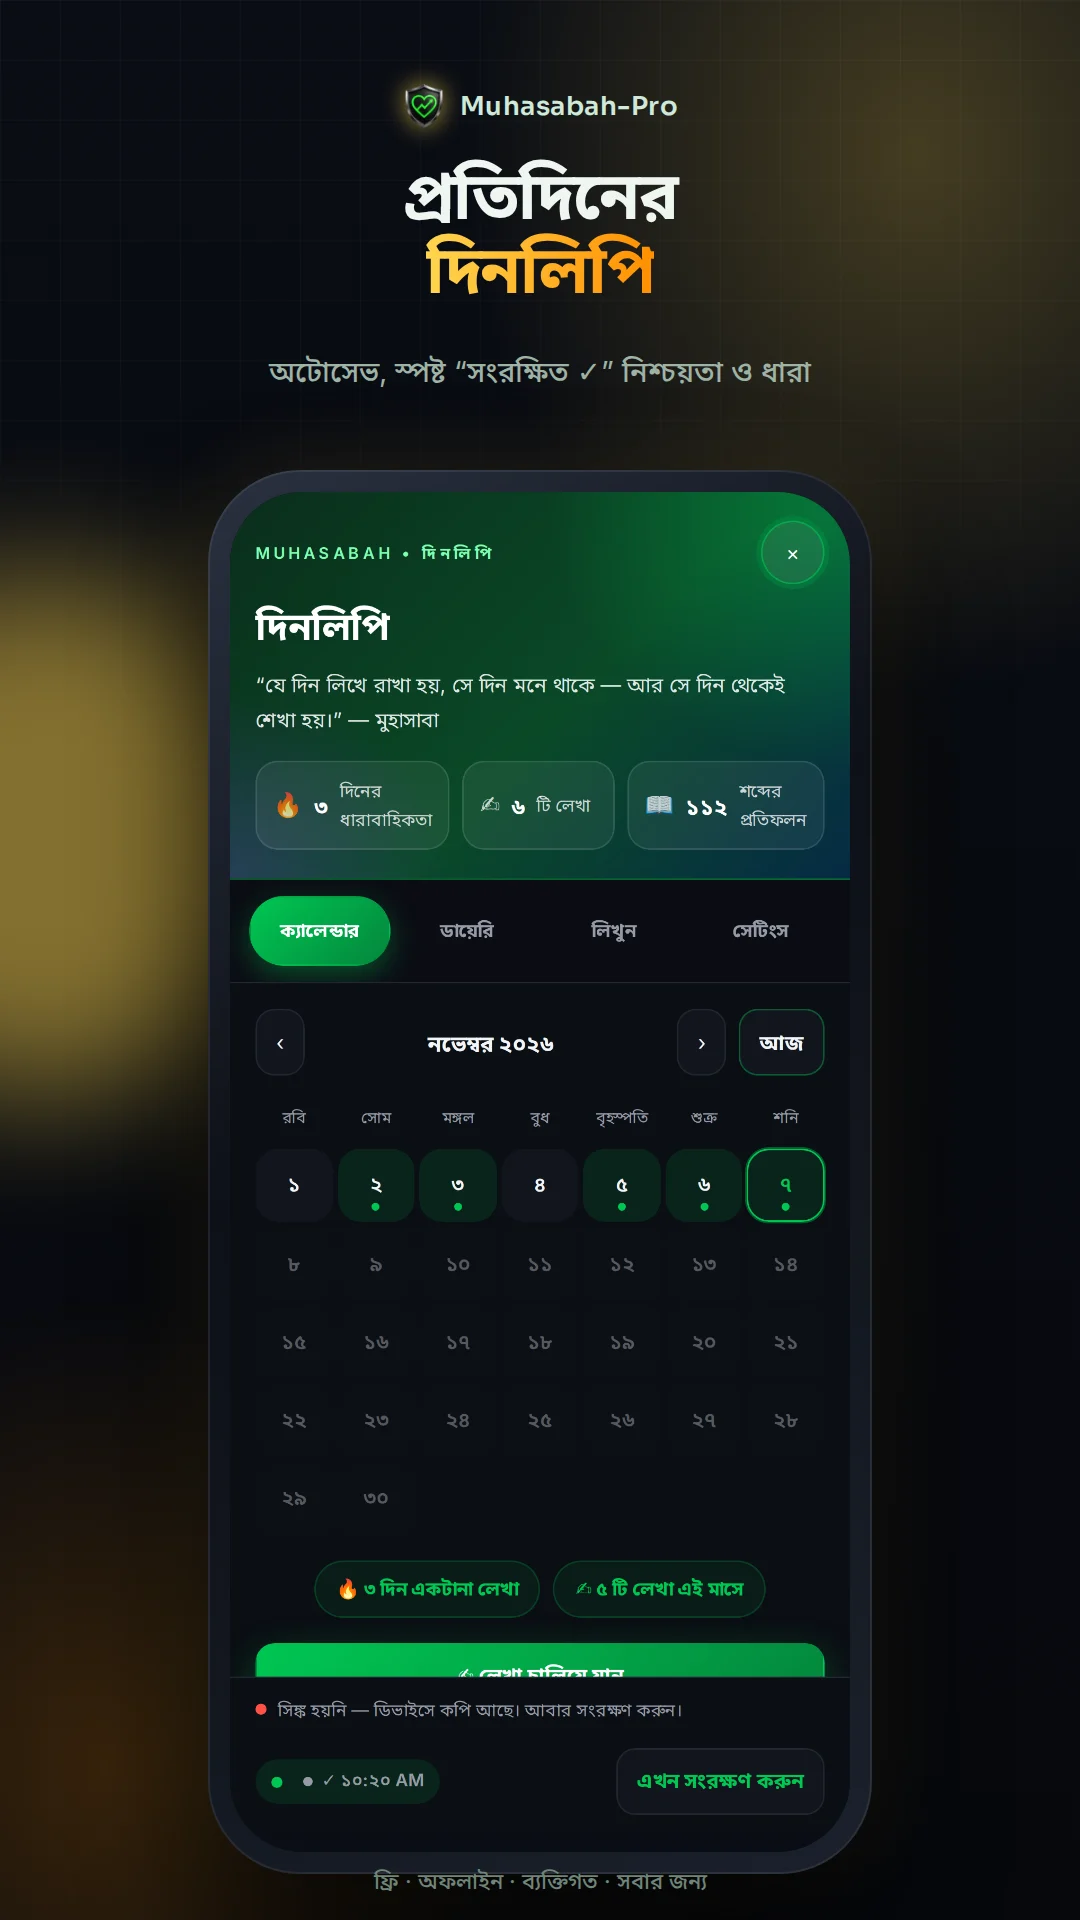 Muhasabah-Pro
প্রতিদিনের
দিনলিপি
অটোসেভ, স্পষ্ট “সংরক্ষিত ✓” নিশ্চয়তা ও ধারা
MUHASABAH • দিনলিপি
×
দিনলিপি
“যে দিন লিখে রাখা হয়, সে দিন মনে থাকে — আর সে দিন থেকেই
শেখা হয়।” — মুহাসাবা
🔥 ৩ দিনের ধারাবাহিকতা
✍ ৬ টি লেখা
📖 ১১২ শব্দের প্রতিফলন
ক্যালেন্ডার ডায়েরি লিখুন সেটিংস
‹ নভেম্বর ২০২৬ › আজ
রবি সোম মঙ্গল বুধ বৃহস্পতি শুক্র শনি
১ ২ ৩ ৪ ৫ ৬ ৭
৮ ৯ ১০ ১১ ১২ ১৩ ১৪
১৫ ১৬ ১৭ ১৮ ১৯ ২০ ২১
২২ ২৩ ২৪ ২৫ ২৬ ২৭ ২৮
২৯ ৩০
🔥 ৩ দিন একটানা লেখা ✍ ৫ টি লেখা এই মাসে
✍ লেখা চালিয়ে যান
সিঙ্ক হয়নি — ডিভাইসে কপি আছে। আবার সংরক্ষণ করুন।
✓ ১০:২০ AM এখন সংরক্ষণ করুন
ফ্রি · অফলাইন · ব্যক্তিগত · সবার জন্য